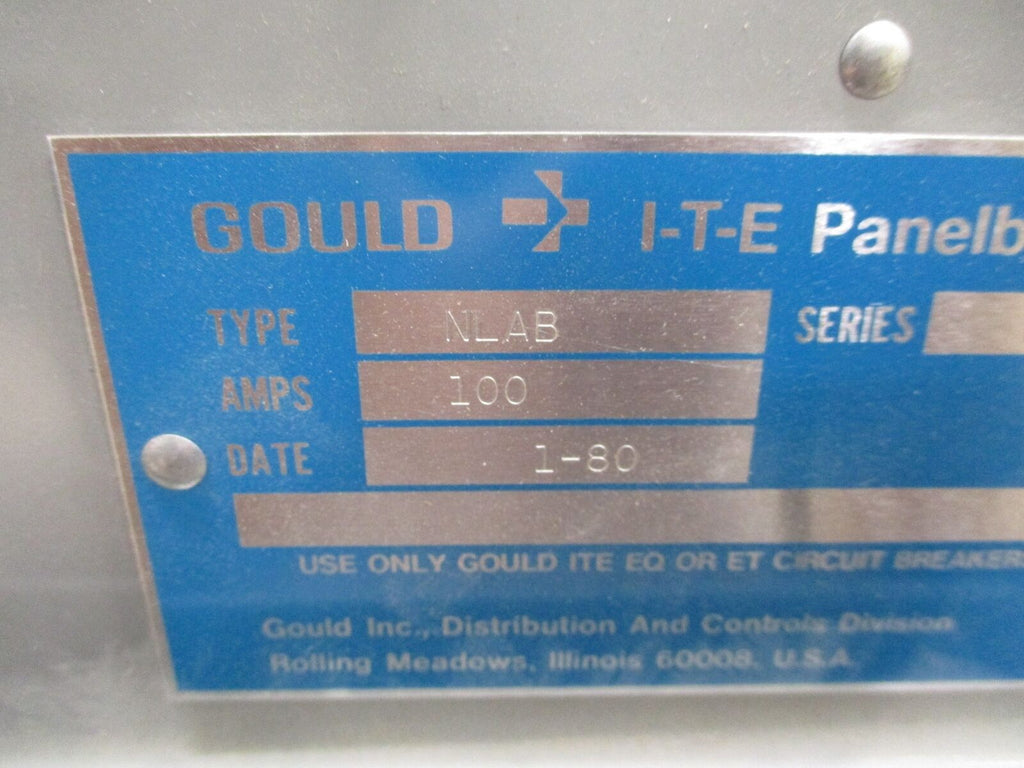 GOULD I-T-E Panelb
TYPE NLAB SERIES
AMPS 100
DATE 1-80
USE ONLY GOULD ITE EQ OR ET CIRCUIT BREAKERS
Gould Inc., Distribution And Controls Division
Rolling Meadows, Illinois 60008, U.S.A.